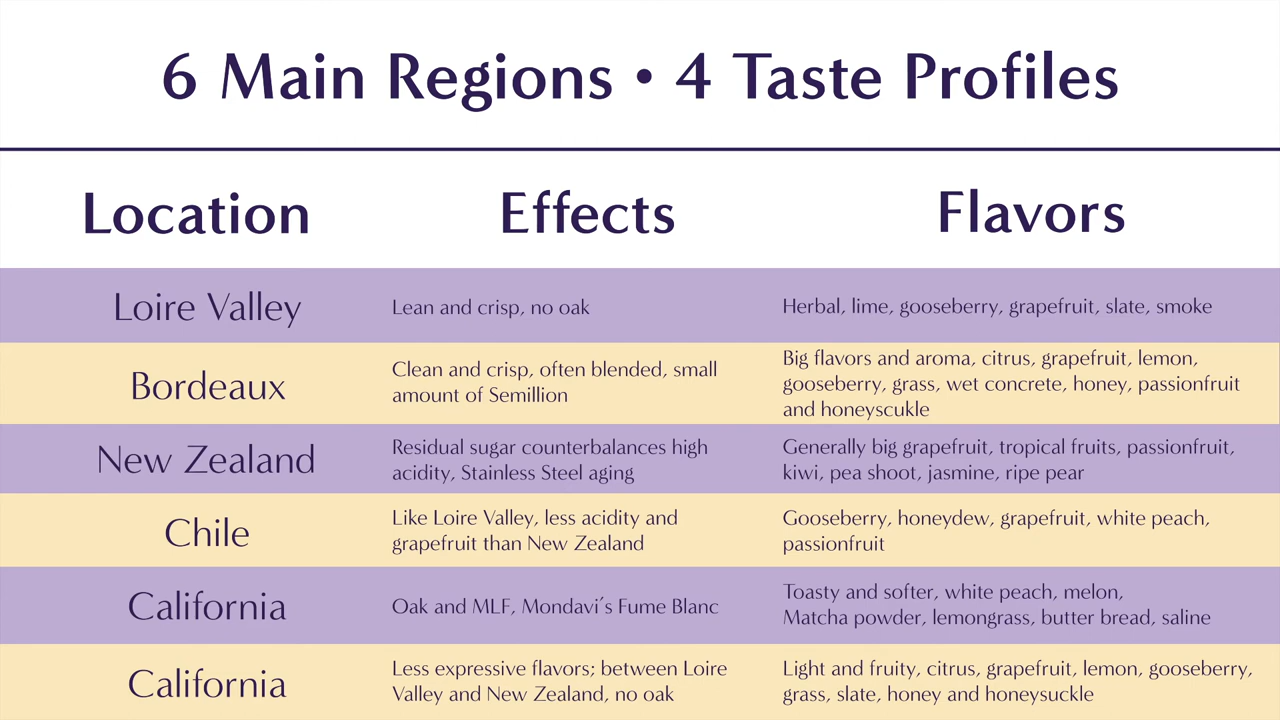 6 Main Regions • 4 Taste Profiles
Location Effects Flavors
Loire Valley
Lean and crisp, no oak
Herbal, lime, gooseberry, grapefruit, slate, smoke
Bordeaux
Clean and crisp, often blended, small
amount of Semillion
Big flavors and aroma, citrus, grapefruit, lemon,
gooseberry, grass, wet concrete, honey, passionfruit
and honeyscukle
New Zealand
Residual sugar counterbalances high
acidity, Stainless Steel aging
Generally big grapefruit, tropical fruits, passionfruit,
kiwi, pea shoot, jasmine, ripe pear
Chile
Like Loire Valley, less acidity and
grapefruit than New Zealand
Gooseberry, honeydew, grapefruit, white peach,
passionfruit
California
Oak and MLF, Mondavi´s Fume Blanc
Toasty and softer, white peach, melon,
Matcha powder, lemongrass, butter bread, saline
California
Less expressive flavors; between Loire
Valley and New Zealand, no oak
Light and fruity, citrus, grapefruit, lemon, gooseberry,
grass, slate, honey and honeysuckle